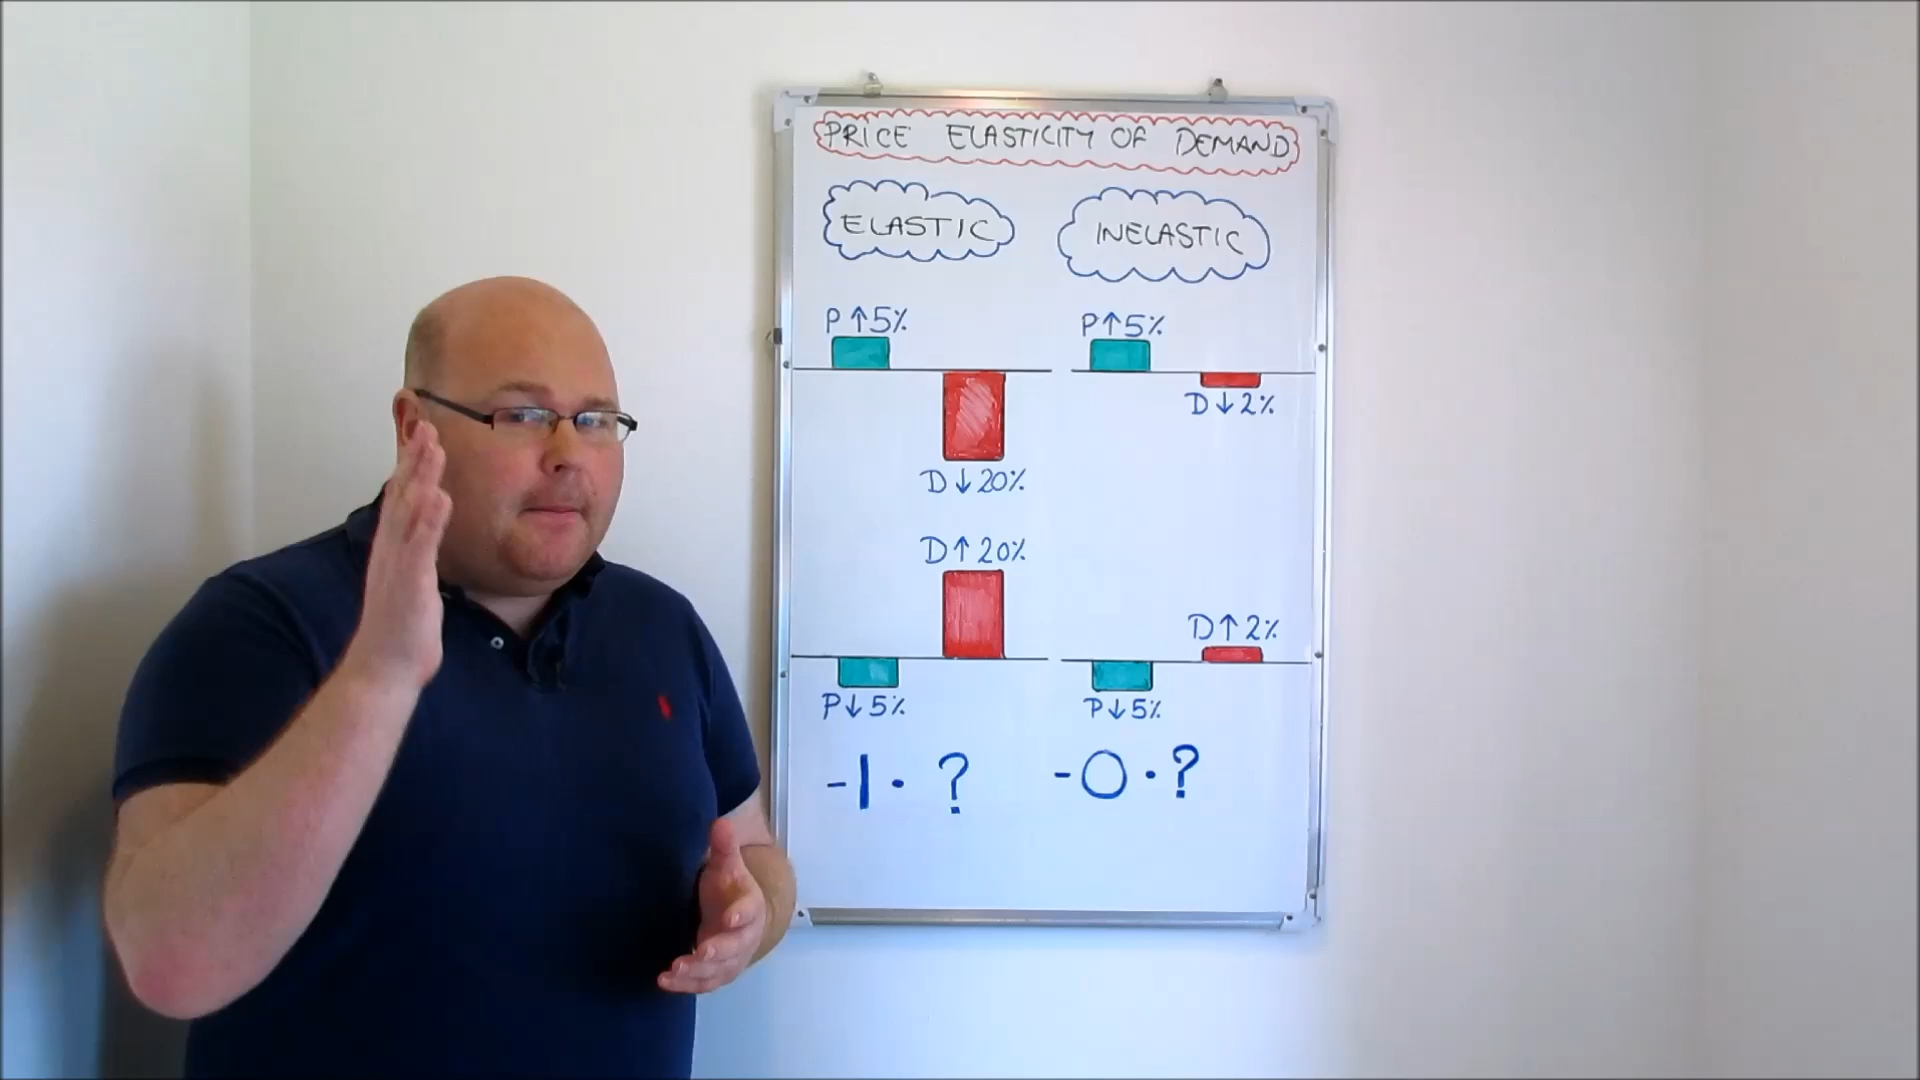 PRICE ELASTICITY OF DEMAND
ELASTIC
INELASTIC
P↑5%
P↑5%
D↓2%
D↓20%
D↑20%
D↑2%
P↓5%
P↓5%
-1.?
-0.?